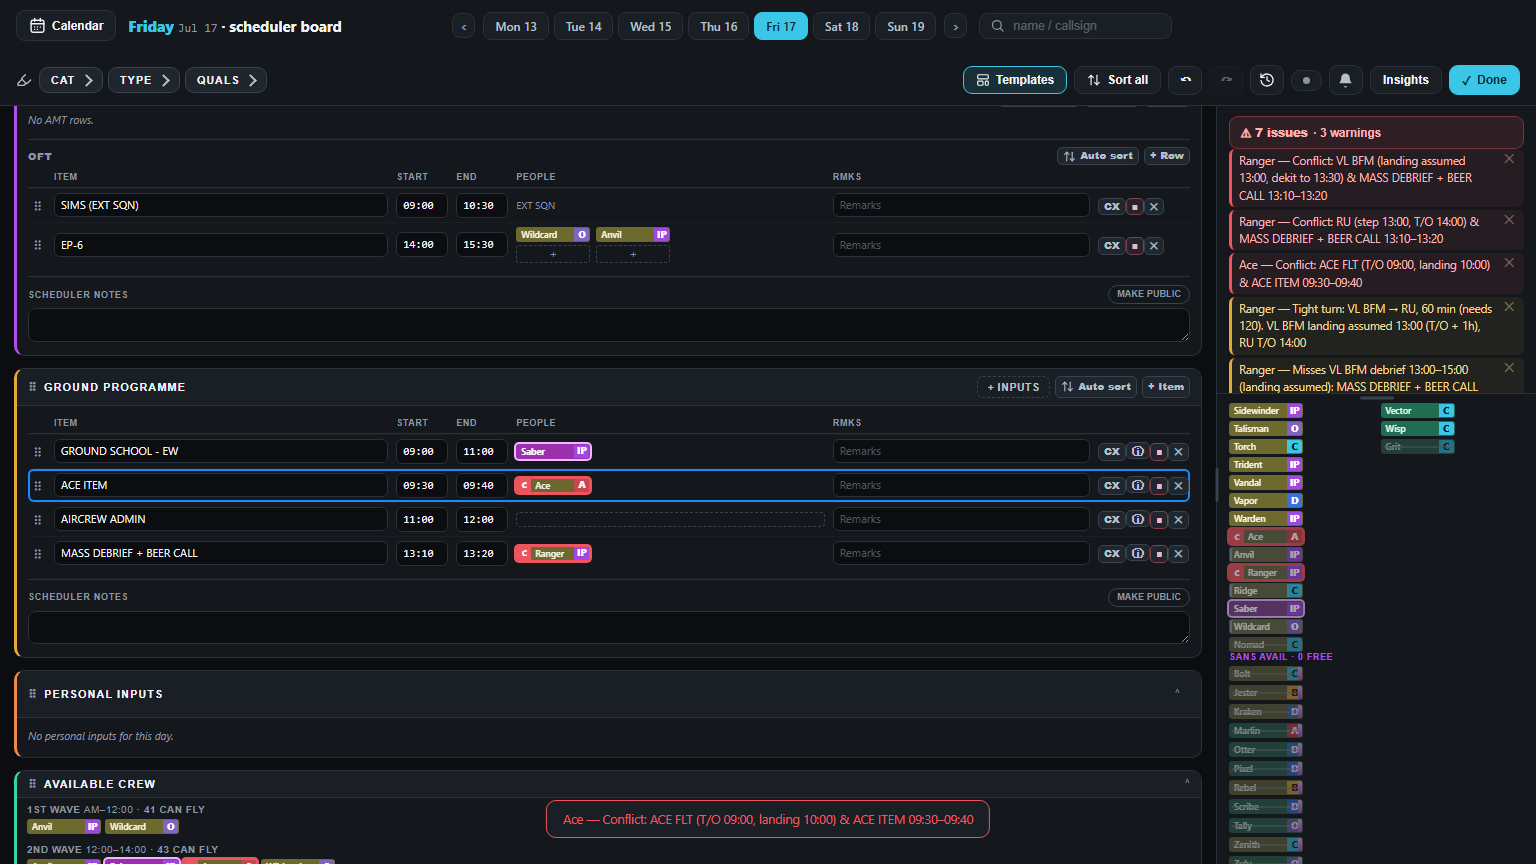 Calendar
Friday Jul 17 · scheduler board
‹ Mon 13 Tue 14 Wed 15 Thu 16 Fri 17 Sat 18 Sun 19 ›
name / callsign
CAT TYPE QUALS
Templates Sort all Insights ✓ Done
No AMT rows.
OFT Auto sort + Row
ITEM START END PEOPLE RMKS
SIMS (EXT SQN) 09:00 10:30 EXT SQN Remarks CX
EP-6 14:00 15:30 Wildcard O Anvil IP Remarks CX
+ +
SCHEDULER NOTES MAKE PUBLIC
GROUND PROGRAMME + INPUTS Auto sort + Item
ITEM START END PEOPLE RMKS
GROUND SCHOOL - EW 09:00 11:00 Saber IP Remarks CX
ACE ITEM 09:30 09:40 C Ace A Remarks CX
AIRCREW ADMIN 11:00 12:00 Remarks CX
MASS DEBRIEF + BEER CALL 13:10 13:20 C Ranger IP Remarks CX
SCHEDULER NOTES MAKE PUBLIC
PERSONAL INPUTS
No personal inputs for this day.
AVAILABLE CREW
1ST WAVE AM–12:00 · 41 CAN FLY
Anvil IP Wildcard O
2ND WAVE 12:00–14:00 · 43 CAN FLY
Ace — Conflict: ACE FLT (T/O 09:00, landing 10:00) & ACE ITEM 09:30–09:40
⚠ 7 issues · 3 warnings
Ranger — Conflict: VL BFM (landing assumed
13:00, dekit to 13:30) & MASS DEBRIEF + BEER
CALL 13:10–13:20
Ranger — Conflict: RU (step 13:00, T/O 14:00) &
MASS DEBRIEF + BEER CALL 13:10–13:20
Ace — Conflict: ACE FLT (T/O 09:00, landing 10:00)
& ACE ITEM 09:30–09:40
Ranger — Tight turn: VL BFM → RU, 60 min (needs
120). VL BFM landing assumed 13:00 (T/O + 1h),
RU T/O 14:00
Ranger — Misses VL BFM debrief 13:00–15:00
(landing assumed): MASS DEBRIEF + BEER CALL
Sidewinder IP Vector C
Talisman O Wisp C
Torch C Grit C
Trident IP
Vandal IP
Vapor D
Warden IP
C Ace A
Anvil IP
C Ranger IP
Ridge C
Saber IP
Wildcard O
Nomad C
SANS AVAIL · 0 FREE
Bolt C
Jester B
Kraken D
Marlin A
Otter D
Pixel D
Rebel B
Scribe D
Tally O
Zenith C